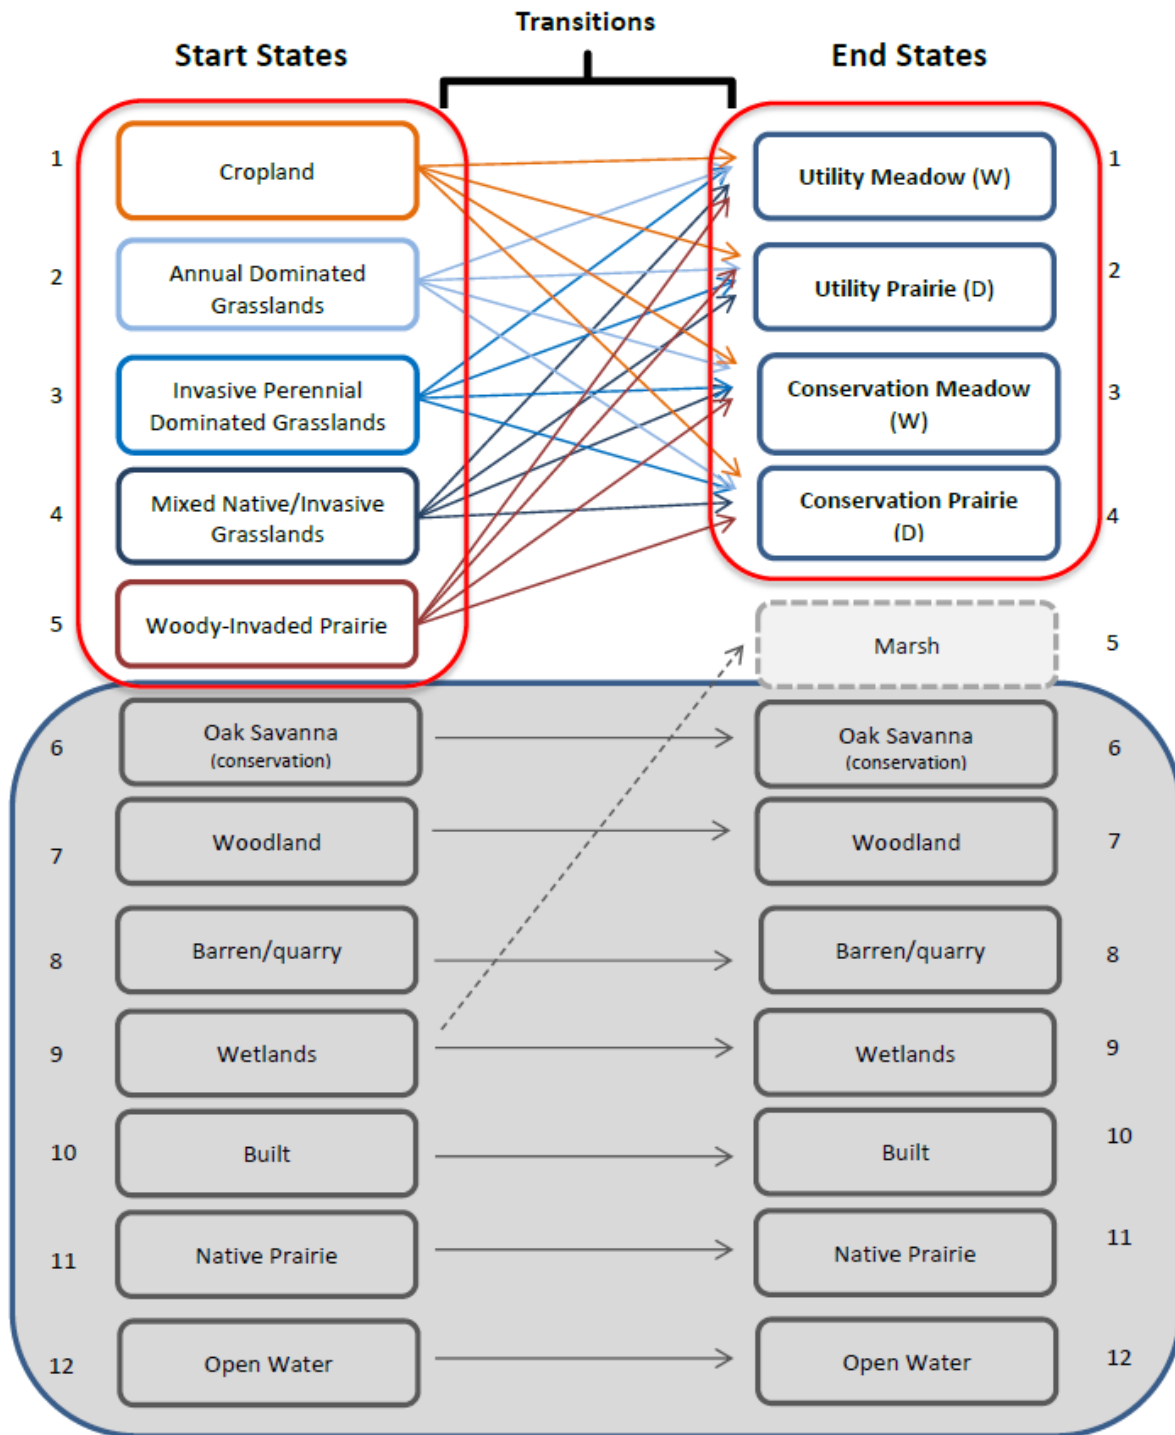 Transitions
Start States
End States
1
Cropland
Utility Meadow (W)
1
2
Annual Dominated
Grasslands
Utility Prairie (D)
2
3
Invasive Perennial
Dominated Grasslands
Conservation Meadow
(W)
3
4
Mixed Native/Invasive
Grasslands
Conservation Prairie
(D)
4
5
Woody-Invaded Prairie
Marsh
5
6
Oak Savanna
(conservation)
Oak Savanna
(conservation)
6
7
Woodland
Woodland
7
8
Barren/quarry
Barren/quarry
8
9
Wetlands
Wetlands
9
10
Built
Built
10
11
Native Prairie
Native Prairie
11
12
Open Water
Open Water
12